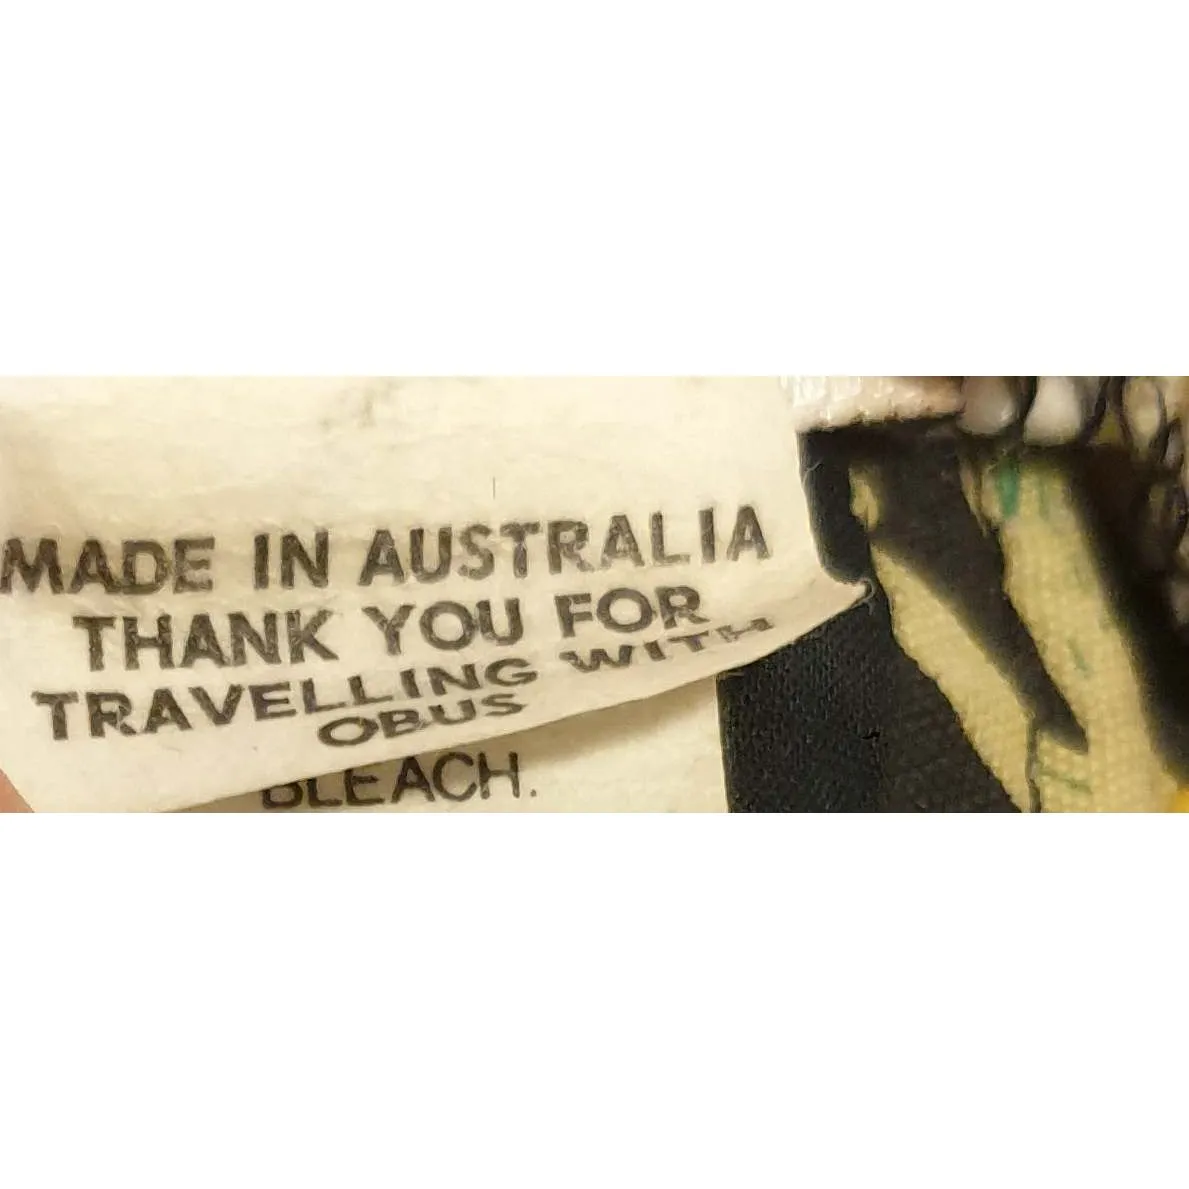 MADE IN AUSTRALIA
THANK YOU FOR
TRAVELLING WITH
OBUS
BLEACH.